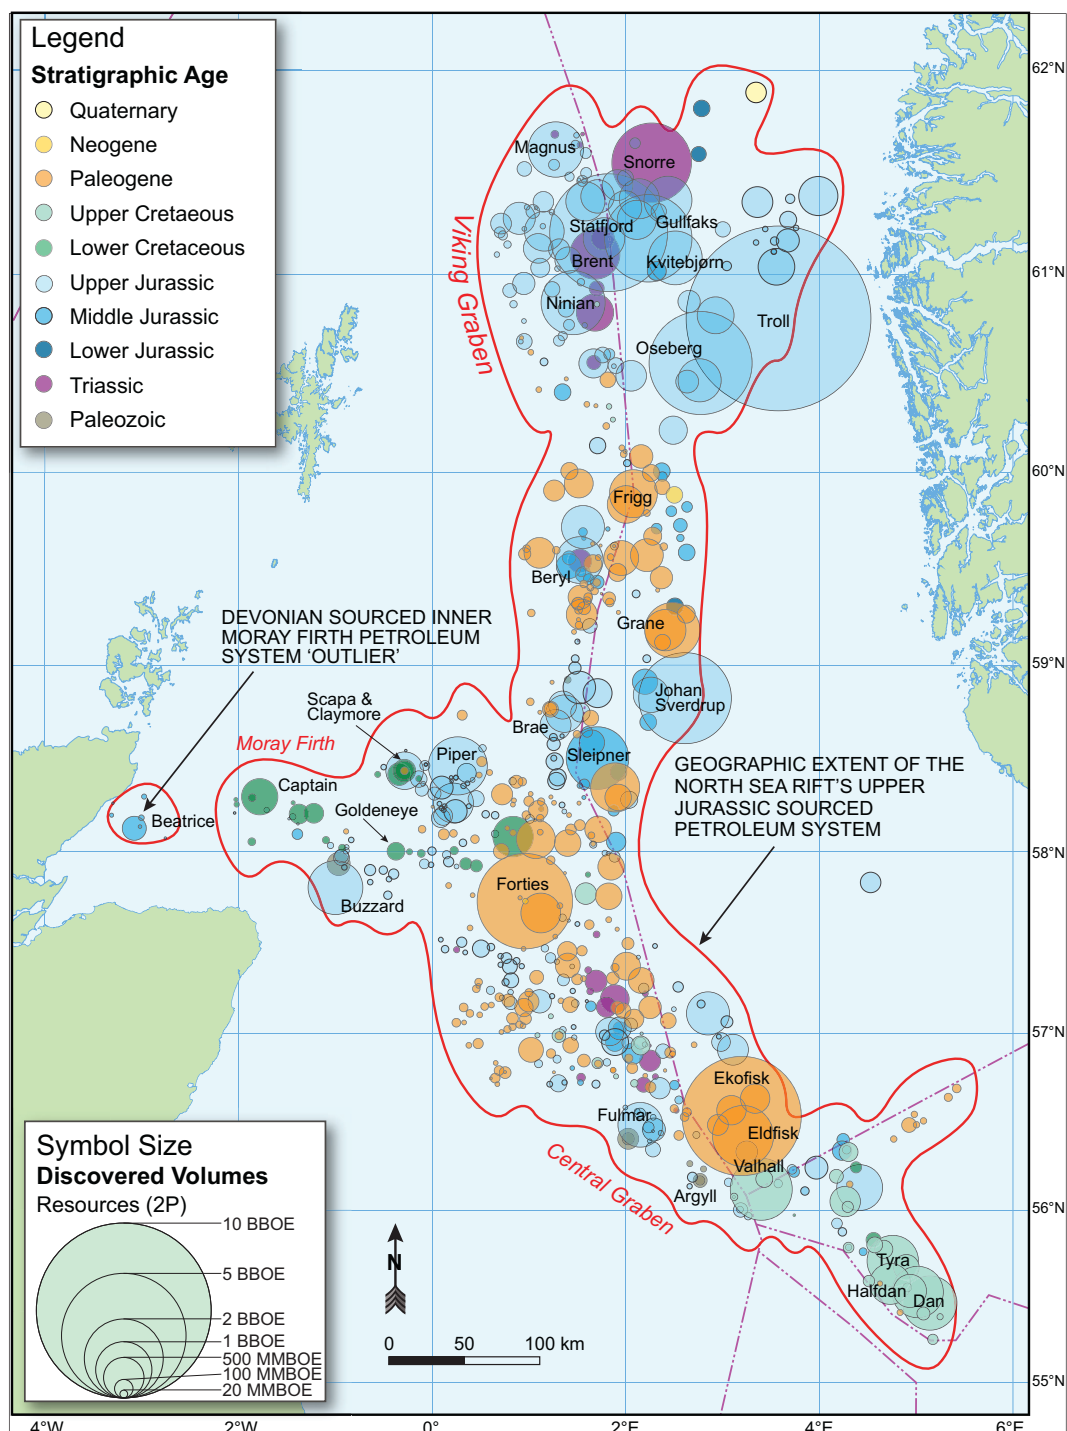 Legend
Stratigraphic Age
Quaternary
Neogene
Paleogene
Upper Cretaeous
Lower Cretaceous
Upper Jurassic
Middle Jurassic
Lower Jurassic
Triassic
Paleozoic
62°N
61°N
60°N
59°N
58°N
57°N
56°N
55°N
Magnus
Snorre
Statfjord
Gullfaks
Brent
Kvitebjørn
Ninian
Troll
Oseberg
Viking Graben
Frigg
Beryl
Grane
DEVONIAN SOURCED INNER
MORAY FIRTH PETROLEUM
SYSTEM ‘OUTLIER’
Johan
Sverdrup
Scapa &
Claymore
Brae
Moray Firth
Piper
Sleipner
GEOGRAPHIC EXTENT OF THE
NORTH SEA RIFT’S UPPER
JURASSIC SOURCED
PETROLEUM SYSTEM
Captain
Goldeneye
Beatrice
Forties
Buzzard
Ekofisk
Fulmar
Eldfisk
Valhall
Argyll
Central Graben
Tyra
Halfdan
Dan
Symbol Size
Discovered Volumes
Resources (2P)
10 BBOE
5 BBOE
2 BBOE
1 BBOE
500 MMBOE
100 MMBOE
20 MMBOE
N
0 50 100 km
4°W 2°W 0° 2°E 4°E 6°E